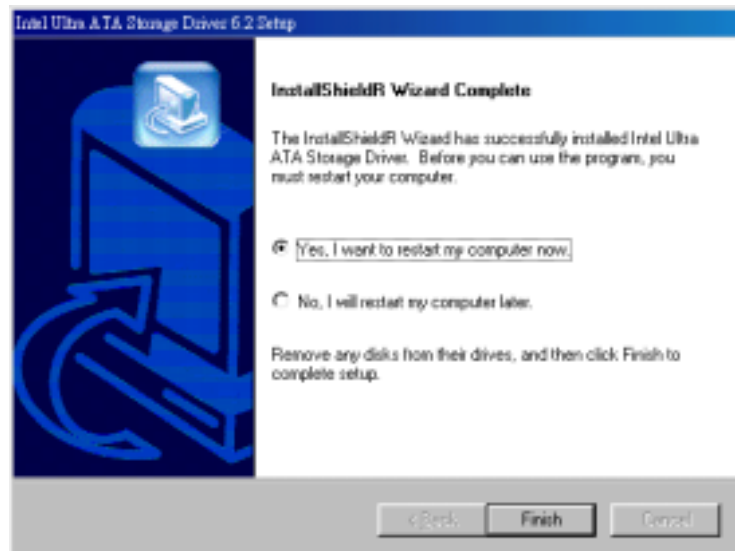 Intel Ultra ATA Storage Driver 6.2 Setup
InstallShieldR Wizard Complete
The InstallShieldR Wizard has successfully installed Intel Ultra
ATA Storage Driver. Before you can use the program, you
must restart your computer.
Yes, I want to restart my computer now.
No, I will restart my computer later.
Remove any disks from their drives, and then click Finish to
complete setup.
< Back Finish Cancel